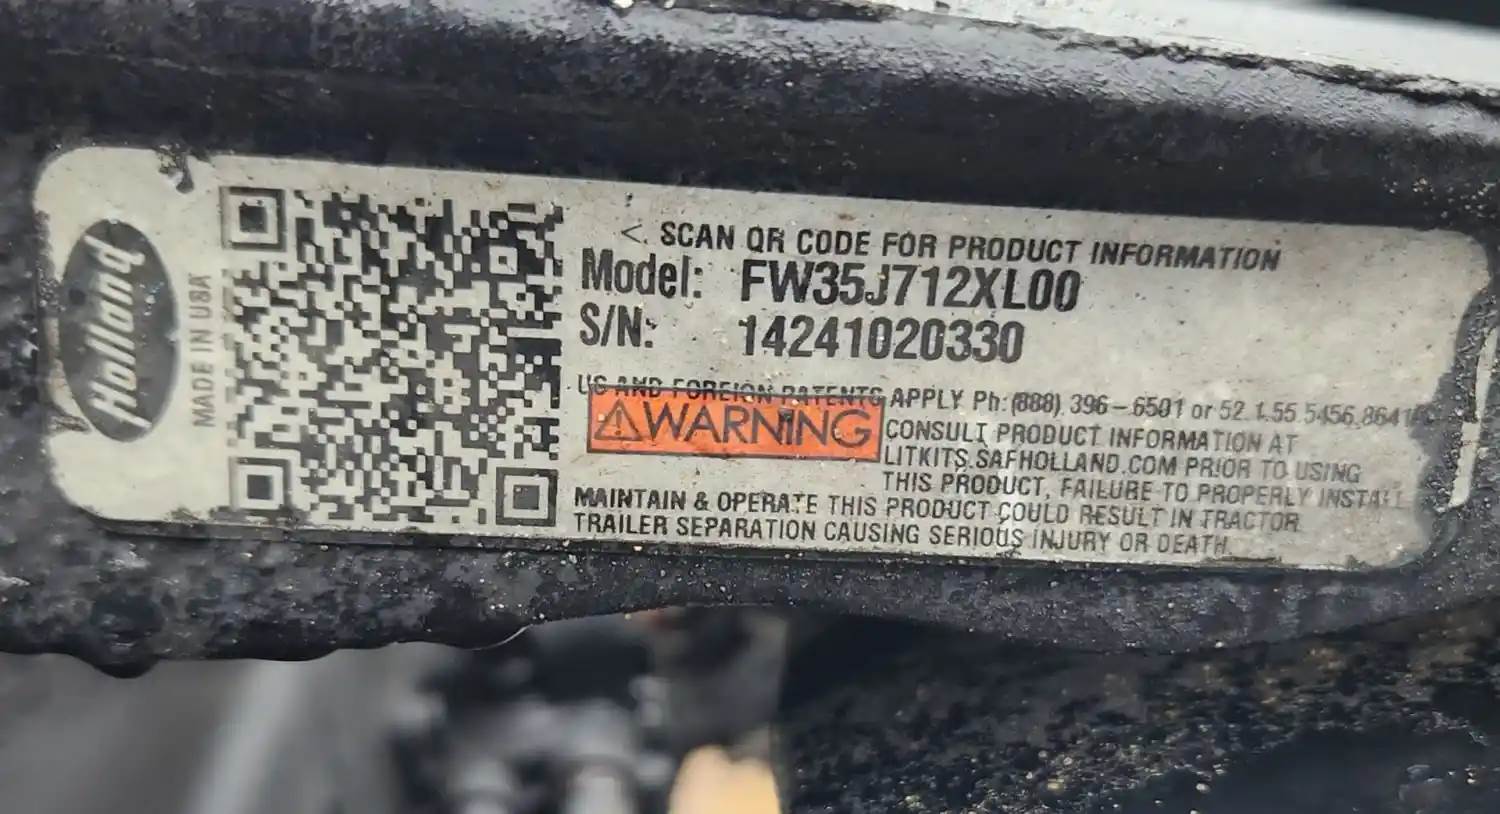 Holland
MADE IN USA
< SCAN QR CODE FOR PRODUCT INFORMATION
Model: FW35J712XL00
S/N: 14241020330
US AND FOREIGN PATENTS APPLY Ph: (888) 396-6501 or 52.1.55.5456.8641
⚠WARNING
CONSULT PRODUCT INFORMATION AT
LITKITS.SAFHOLLAND.COM PRIOR TO USING
THIS PRODUCT, FAILURE TO PROPERLY INSTALL
MAINTAIN & OPERATE THIS PRODUCT COULD RESULT IN TRACTOR
TRAILER SEPARATION CAUSING SERIOUS INJURY OR DEATH.